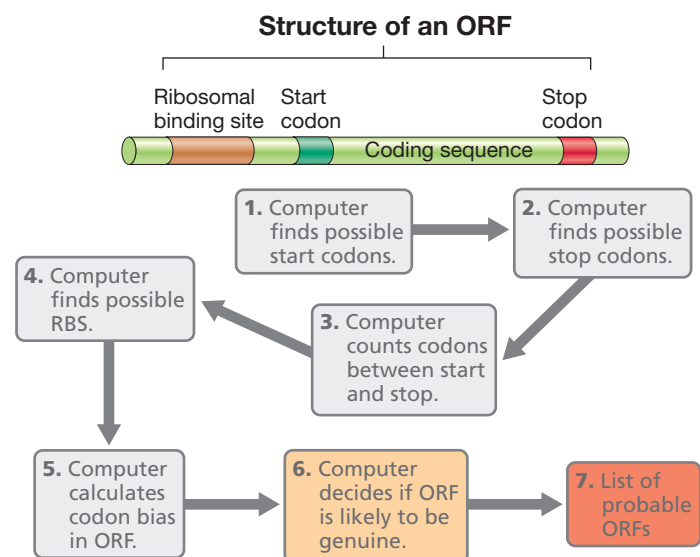 Structure of an ORF
Ribosomal
binding site
Start
codon
Stop
codon
Coding sequence
1. Computer
finds possible
start codons.
2. Computer
finds possible
stop codons.
3. Computer
counts codons
between start
and stop.
4. Computer
finds possible
RBS.
5. Computer
calculates
codon bias
in ORF.
6. Computer
decides if ORF
is likely to be
genuine.
7. List of
probable
ORFs